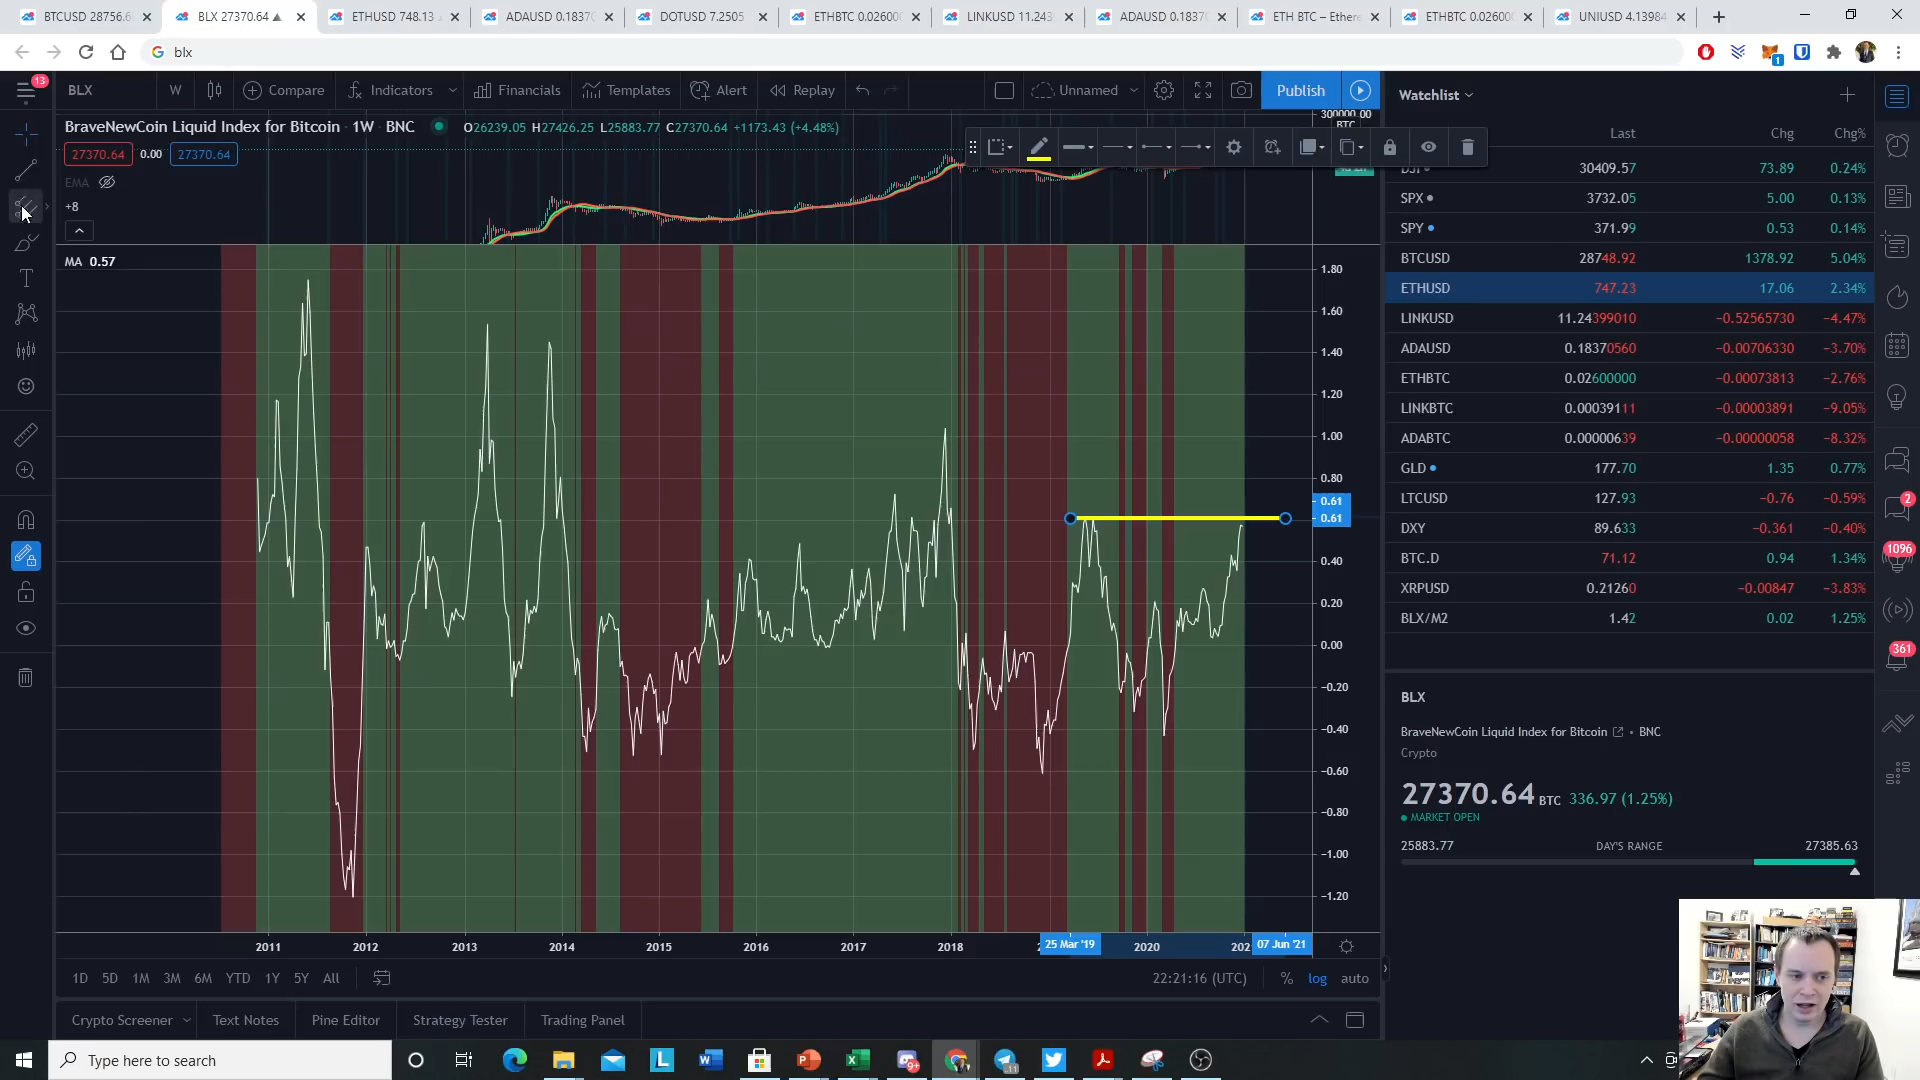 BTCUSD 28756.6
BLX 27370.64
ETHUSD 748.13
ADAUSD 0.1837
DOTUSD 7.2505
ETHBTC 0.02600
LINKUSD 11.243
ADAUSD 0.1837
ETH BTC – Ethere
ETHBTC 0.02600
UNIUSD 4.13984
blx
1
13
BLX
W
Compare
Indicators
Financials
Templates
Alert
Replay
Unnamed
Publish
Watchlist
BraveNewCoin Liquid Index for Bitcoin · 1W · BNC
O26239.05 H27426.25 L25883.77 C27370.64 +1173.43 (+4.48%)
300000.00
BTC
27370.64 0.00 27370.64
EMA
+8
MA 0.57
1.80
1.60
1.40
1.20
1.00
0.80
0.61
0.61
0.40
0.20
0.00
−0.20
−0.40
−0.60
−0.80
−1.00
−1.20
2011 2012 2013 2014 2015 2016 2017 2018 25 Mar '19 2020 202 07 Jun '21
1D 5D 1M 3M 6M YTD 1Y 5Y All
22:21:16 (UTC) % log auto
Crypto Screener Text Notes Pine Editor Strategy Tester Trading Panel
Last Chg Chg%
DJI 30409.57 73.89 0.24%
SPX 3732.05 5.00 0.13%
SPY 371.99 0.53 0.14%
BTCUSD 28748.92 1378.92 5.04%
ETHUSD 747.23 17.06 2.34%
LINKUSD 11.24399010 −0.52565730 −4.47%
ADAUSD 0.18370560 −0.00706330 −3.70%
ETHBTC 0.02600000 −0.00073813 −2.76%
LINKBTC 0.00039111 −0.00003891 −9.05%
ADABTC 0.00000639 −0.00000058 −8.32%
GLD 177.70 1.35 0.77%
LTCUSD 127.93 −0.76 −0.59%
DXY 89.633 −0.361 −0.40%
BTC.D 71.12 0.94 1.34%
XRPUSD 0.21260 −0.00847 −3.83%
BLX/M2 1.42 0.02 1.25%
2
1096
361
BLX
BraveNewCoin Liquid Index for Bitcoin • BNC
Crypto
27370.64 BTC 336.97 (1.25%)
MARKET OPEN
25883.77 DAY'S RANGE 27385.63
Type here to search
9+
11